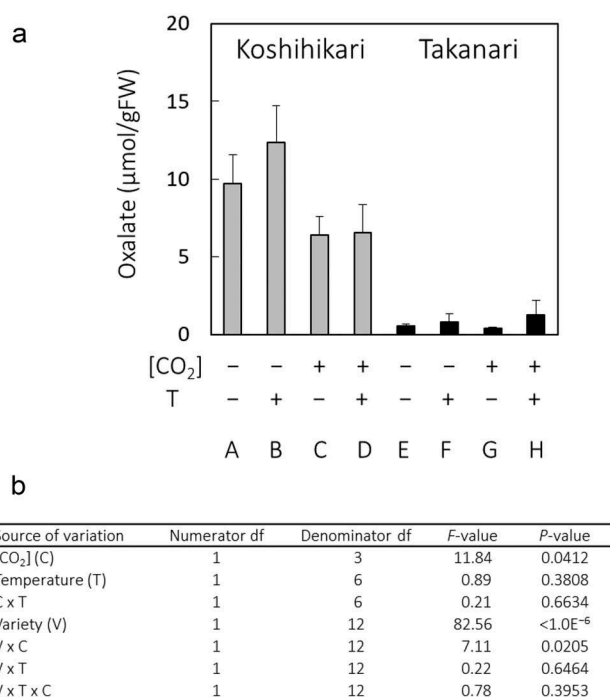 a
20
Koshihikari Takanari
15
10
5
0
Oxalate (μmol/gFW)
[CO₂] − − + + − − + +
T − + − + − + − +
A B C D E F G H
b
Source of variation Numerator df Denominator df F-value P-value
CO₂] (C) 1 3 11.84 0.0412
Temperature (T) 1 6 0.89 0.3808
C x T 1 6 0.21 0.6634
Variety (V) 1 12 82.56 <1.0E⁻⁶
V x C 1 12 7.11 0.0205
V x T 1 12 0.22 0.6464
V x T x C 1 12 0.78 0.3953